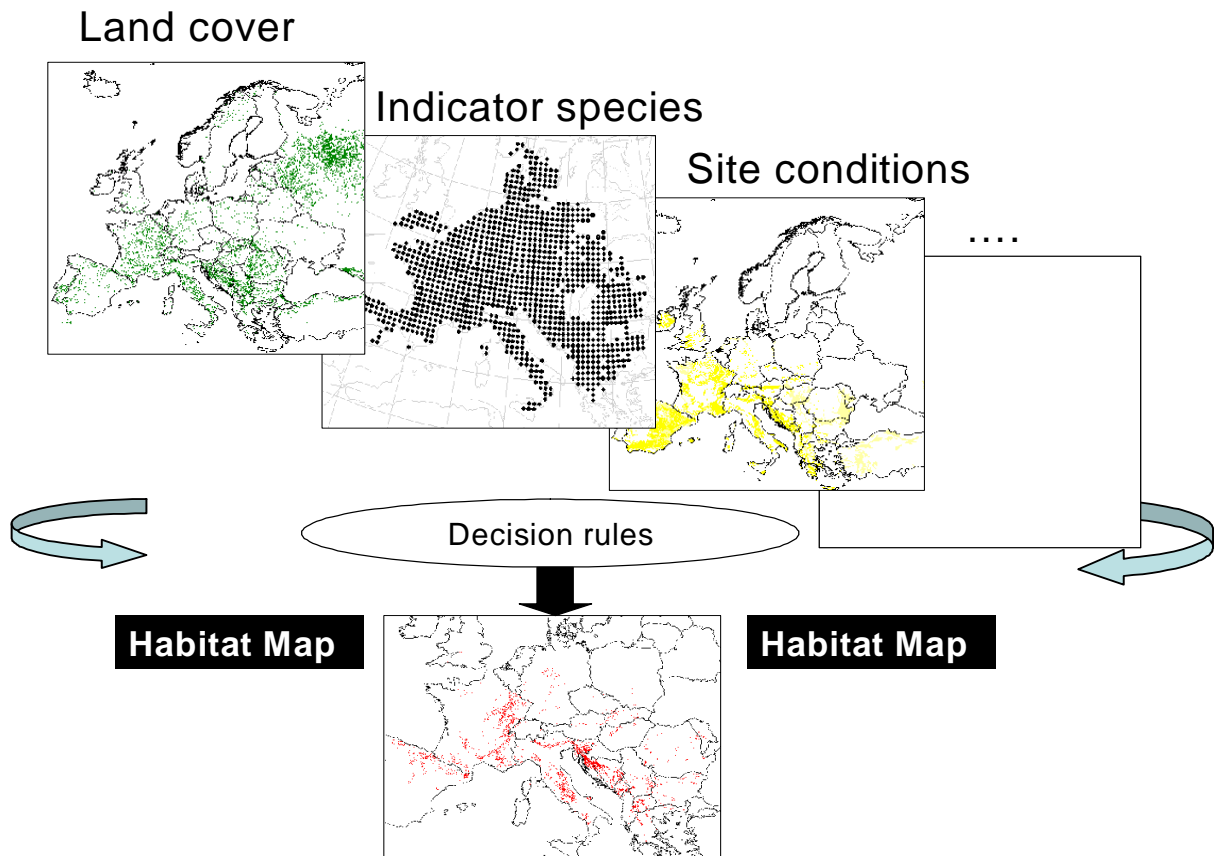 Land cover
Indicator species
Site conditions
....
Decision rules
Habitat Map
Habitat Map